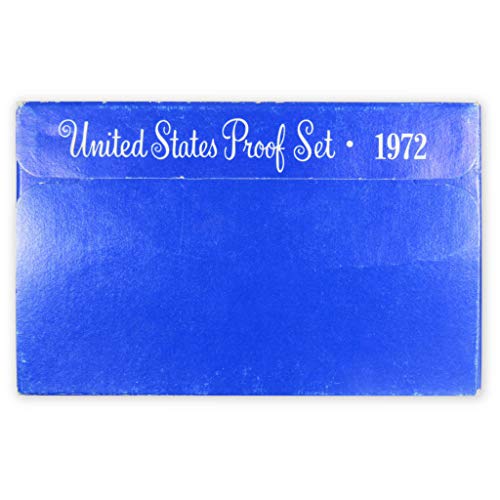 United States Proof Set · 1972